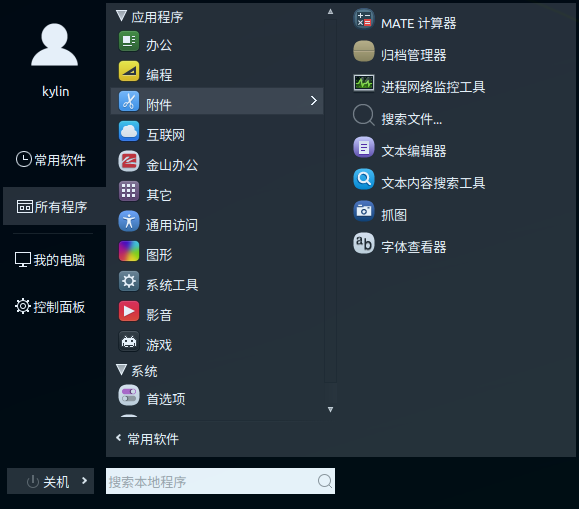 kylin
常用软件
所有程序
我的电脑
控制面板
关机
应用程序
办公
编程
附件
互联网
金山办公
其它
通用访问
图形
系统工具
影音
游戏
系统
首选项
常用软件
搜索本地程序
MATE 计算器
归档管理器
进程网络监控工具
搜索文件...
文本编辑器
文本内容搜索工具
抓图
字体查看器